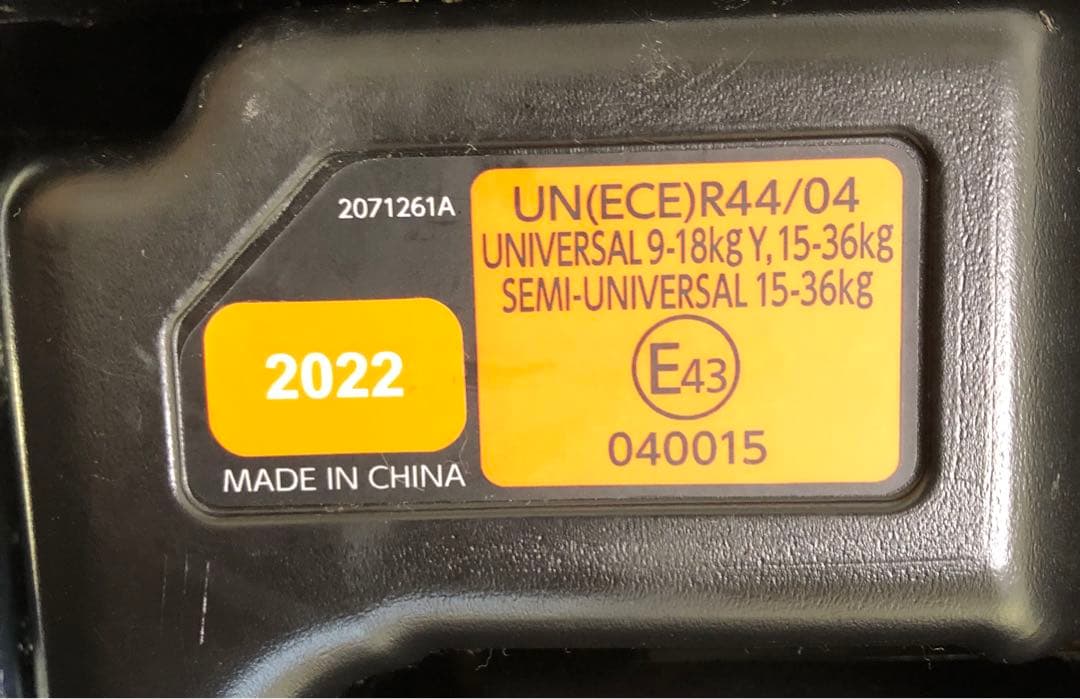 2071261A
2022
MADE IN CHINA
UN(ECE)R44/04
UNIVERSAL 9-18kg Y, 15-36kg
SEMI-UNIVERSAL 15-36kg
E43
040015